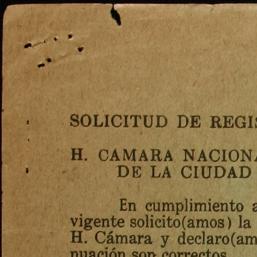 SOLICITUD DE REGIS
H. CAMARA NACIONA
DE LA CIUDAD
En cumplimiento a
vigente solicito(amos) la
H. Cámara y declaro(am
nuación son correctos